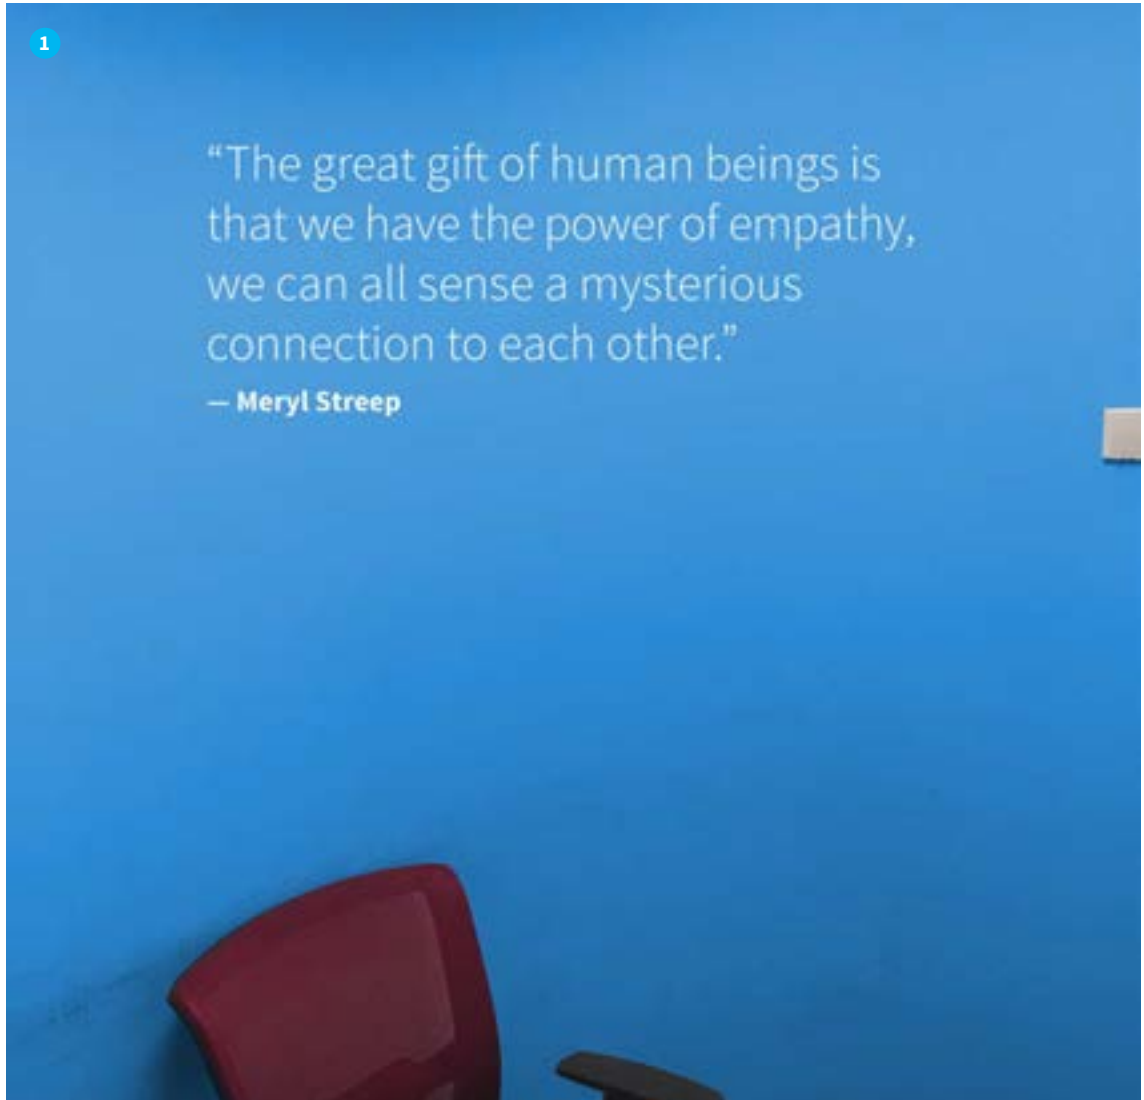 1
“The great gift of human beings is
that we have the power of empathy,
we can all sense a mysterious
connection to each other.”
— Meryl Streep